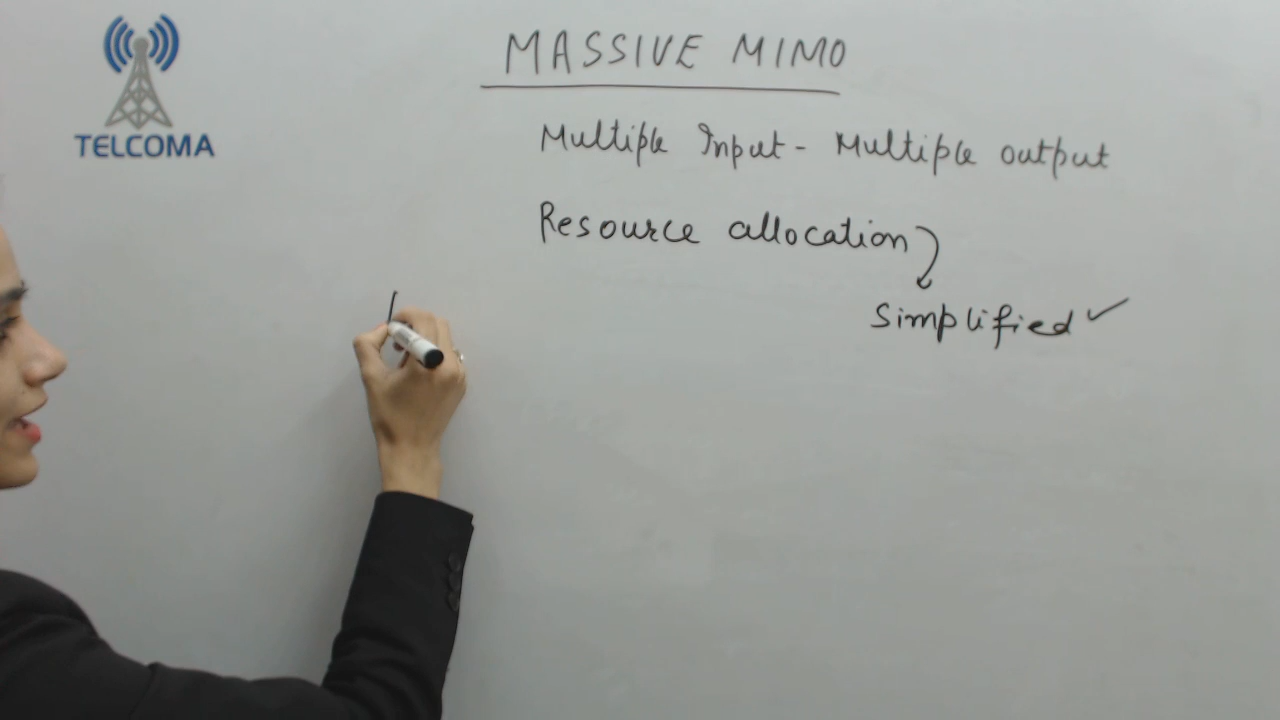 TELCOMA
MASSIVE MIMO
Multiple Input - Multiple output
Resource allocation
Simplified ✓